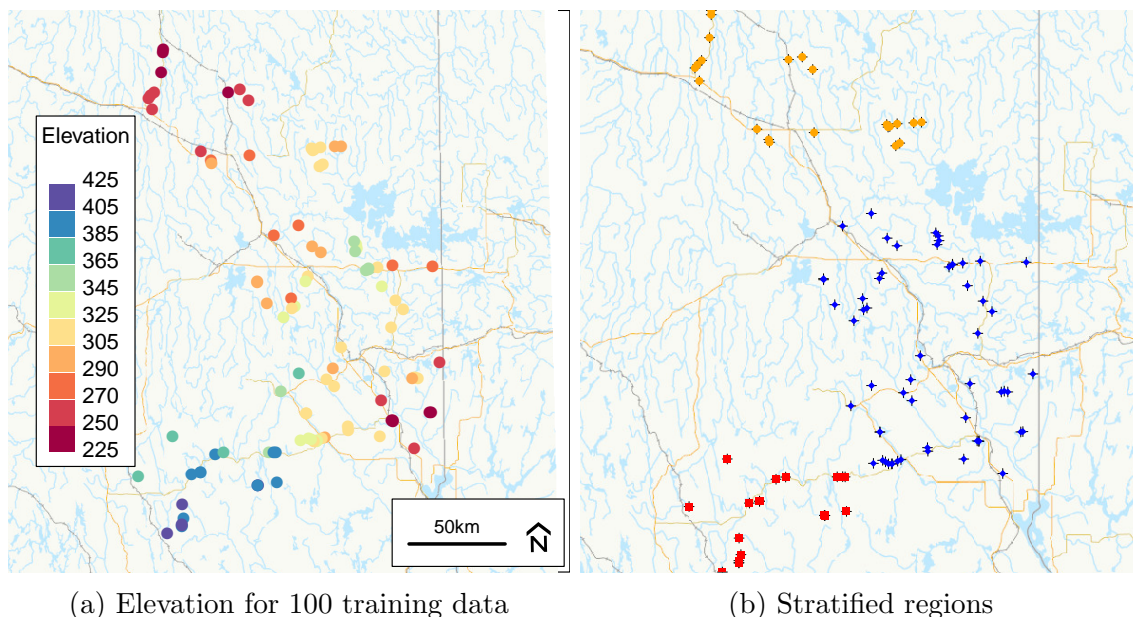 Elevation
425
405
385
365
345
325
305
290
270
250
225
50km
N
(a) Elevation for 100 training data
(b) Stratified regions